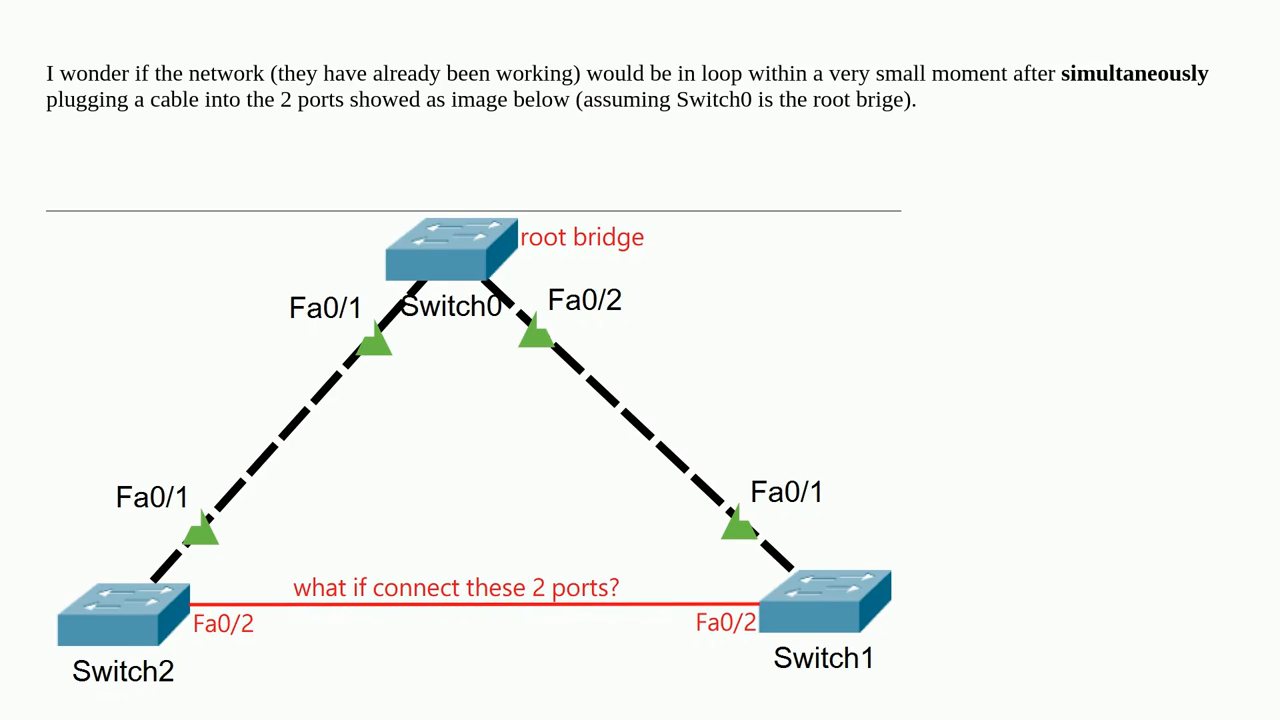 I wonder if the network (they have already been working) would be in loop within a very small moment after simultaneously
plugging a cable into the 2 ports showed as image below (assuming Switch0 is the root brige).
root bridge
Fa0/1
Switch0
Fa0/2
Fa0/1
Fa0/1
what if connect these 2 ports?
Fa0/2
Fa0/2
Switch2
Switch1